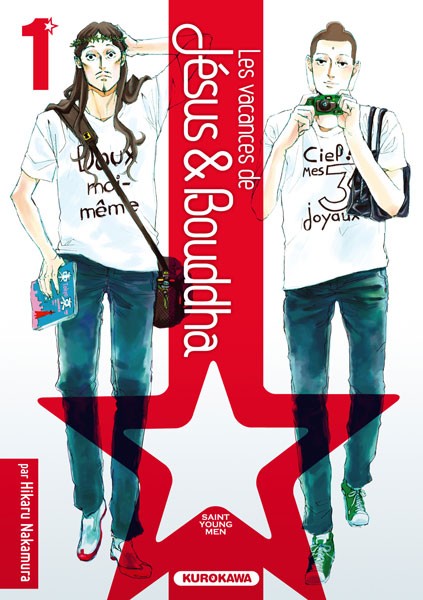 1
Les vacances de
Jésus & Bouddha
Doux
moi-
même
Ciel!
Mes 3
joyaux
par Hikaru Nakamura
SAINT
YOUNG
MEN
KUROKAWA